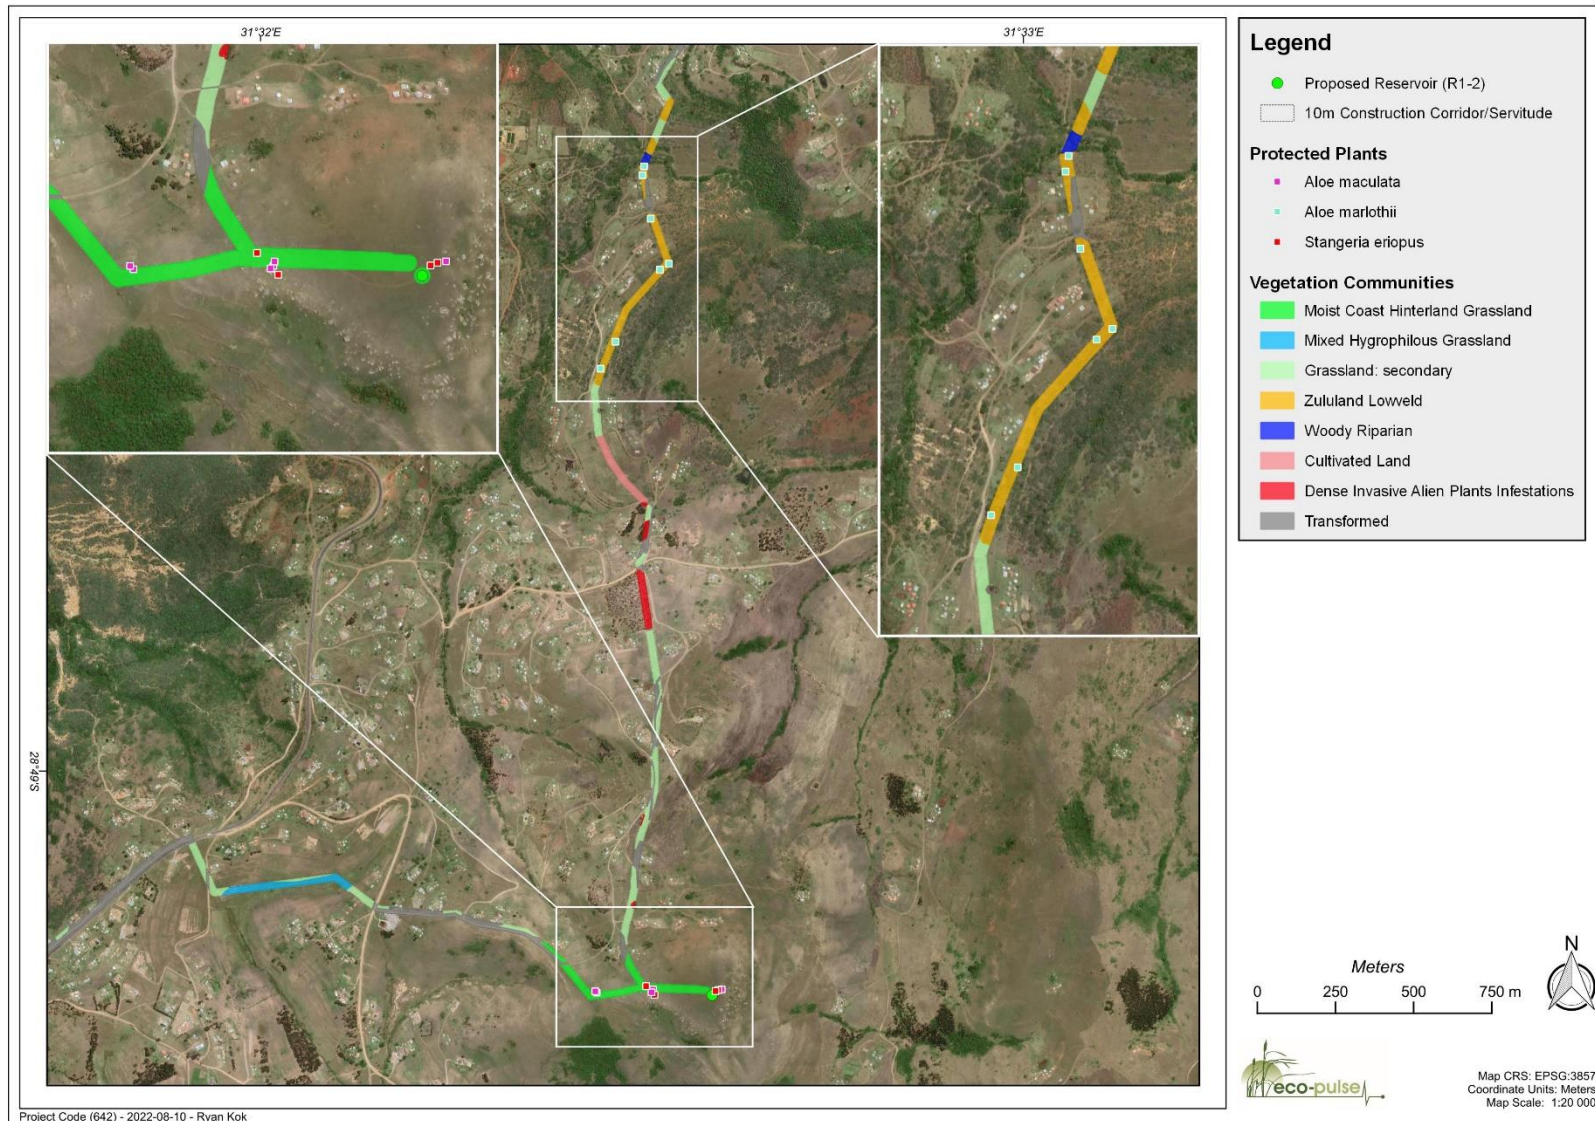 31°32'E
31°33'E
28°49'S
Legend
Proposed Reservoir (R1-2)
10m Construction Corridor/Servitude
Protected Plants
Aloe maculata
Aloe marlothii
Stangeria eriopus
Vegetation Communities
Moist Coast Hinterland Grassland
Mixed Hygrophilous Grassland
Grassland: secondary
Zululand Lowveld
Woody Riparian
Cultivated Land
Dense Invasive Alien Plants Infestations
Transformed
N
Meters
0 250 500 750 m
eco-pulse
Map CRS: EPSG:3857
Coordinate Units: Meters
Map Scale: 1:20 000
Project Code (642) - 2022-08-10 - Ryan Kok